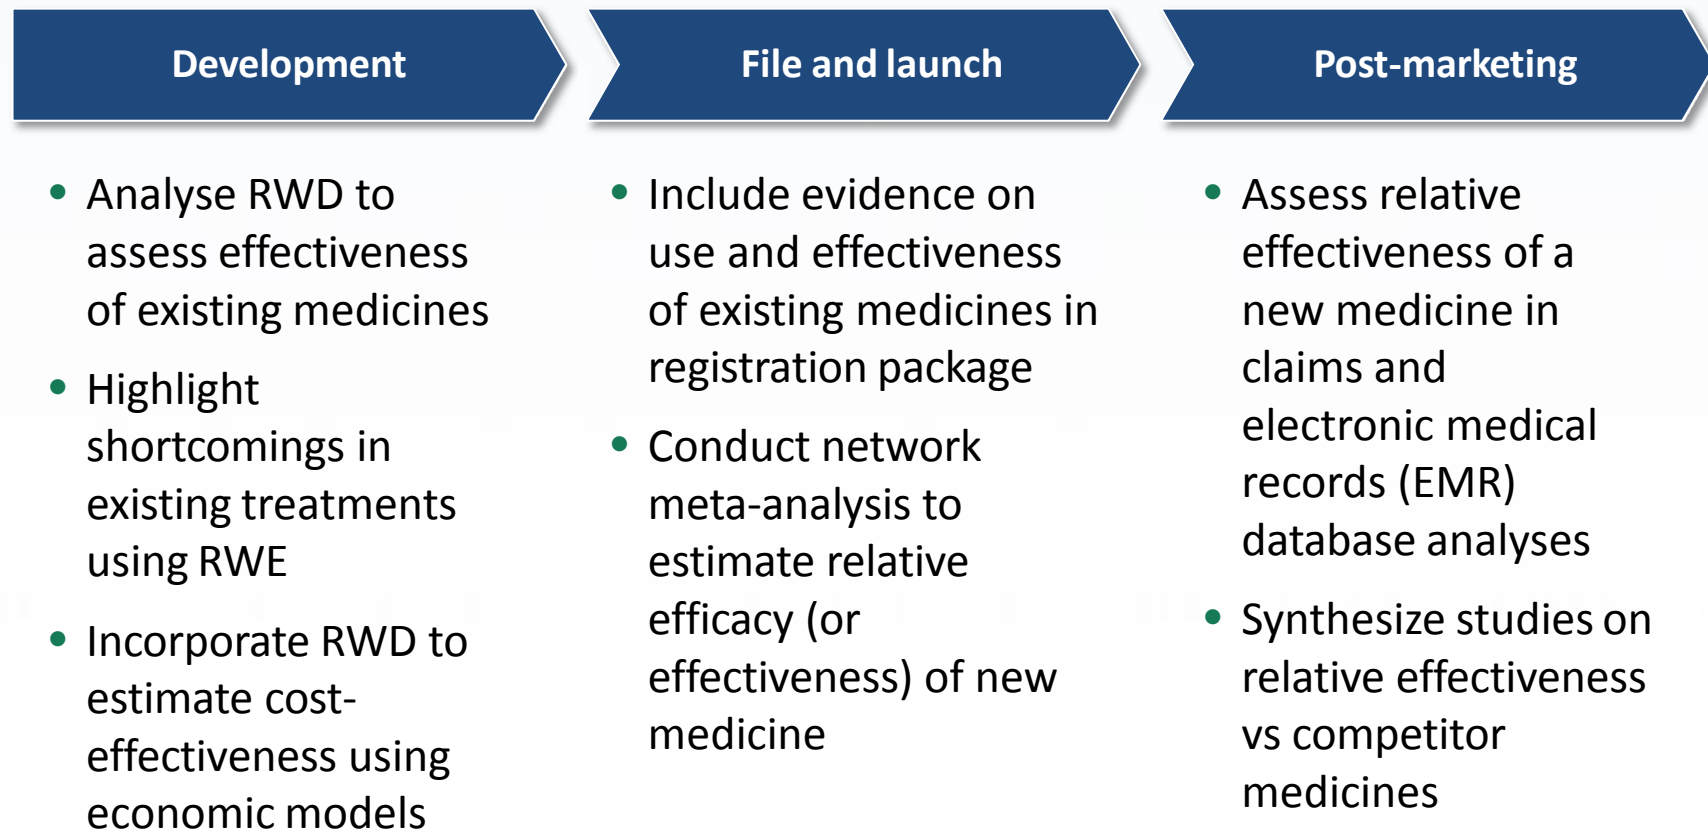 Development
• Analyse RWD to
assess effectiveness
of existing medicines
• Highlight
shortcomings in
existing treatments
using RWE
• Incorporate RWD to
estimate cost-
effectiveness using
economic models
File and launch
• Include evidence on
use and effectiveness
of existing medicines in
registration package
• Conduct network
meta-analysis to
estimate relative
efficacy (or
effectiveness) of new
medicine
Post-marketing
• Assess relative
effectiveness of a
new medicine in
claims and
electronic medical
records (EMR)
database analyses
• Synthesize studies on
relative effectiveness
vs competitor
medicines